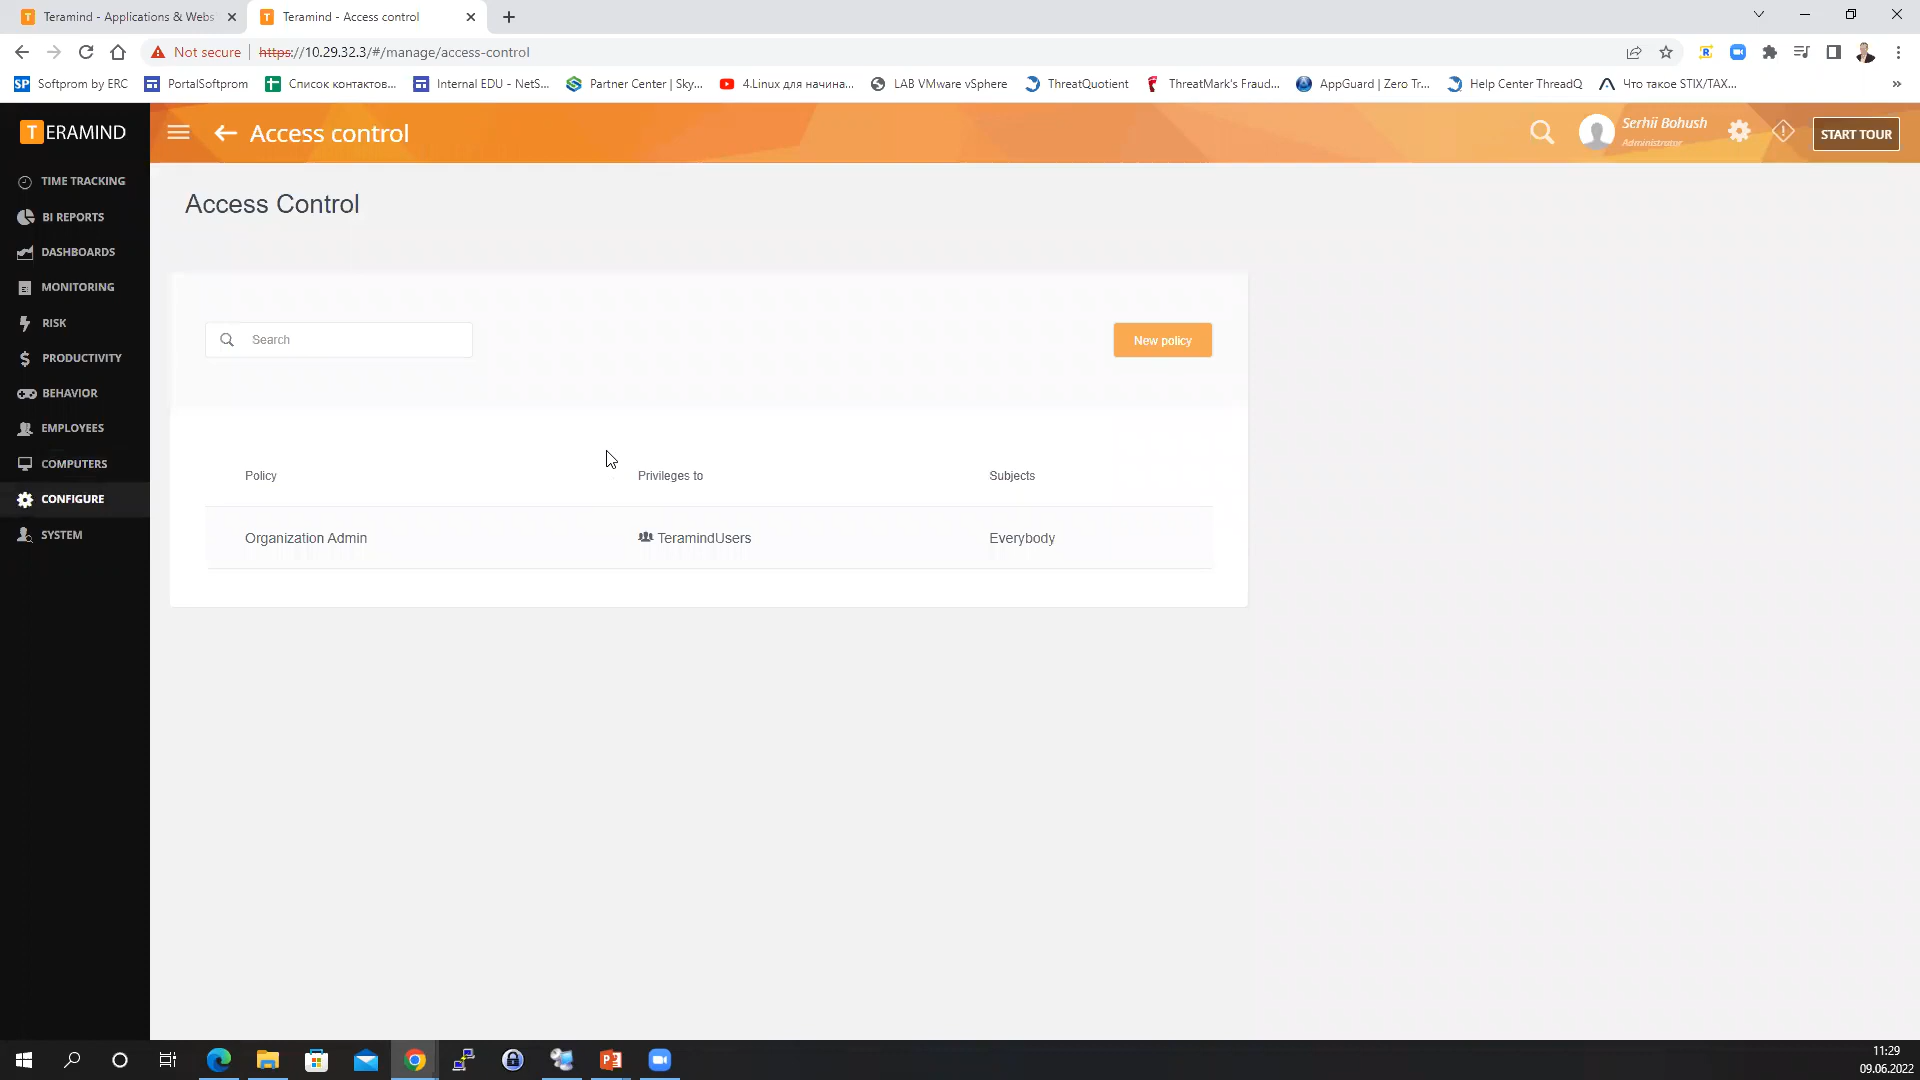 Teramind - Applications & Webs
Teramind - Access control
Not secure
https://10.29.32.3/#/manage/access-control
Softprom by ERC
PortalSoftprom
Список контактов...
Internal EDU - NetS...
Partner Center | Sky...
4.Linux для начина...
LAB VMware vSphere
ThreatQuotient
ThreatMark's Fraud...
AppGuard | Zero Tr...
Help Center ThreadQ
Что такое STIX/TAX...
TERAMIND
Access control
Serhii Bohush
Administrator
START TOUR
TIME TRACKING
BI REPORTS
DASHBOARDS
MONITORING
RISK
PRODUCTIVITY
BEHAVIOR
EMPLOYEES
COMPUTERS
CONFIGURE
SYSTEM
Access Control
Search
New policy
Policy
Privileges to
Subjects
Organization Admin
TeramindUsers
Everybody
11:29
09.06.2022